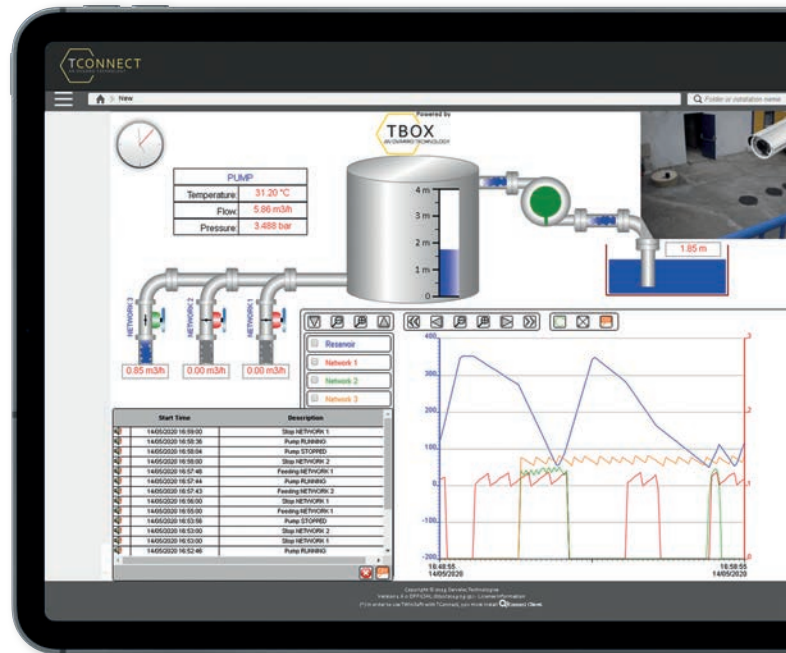 TCONNECT
New
Folder or installation name
Powered by
TBOX
PUMP
Temperature: 31.20 °C
Flow: 5.86 m3/h
Pressure: 3.488 bar
4 m
3 m
2 m
1 m
0
1.85 m
NETWORK 3
NETWORK 2
NETWORK 1
0.85 m3/h
0.00 m3/h
0.00 m3/h
Reservoir
Network 1
Network 2
Network 3
Start Time Description
14/05/2020 16:59:00 Stop NETWORK 1
14/05/2020 16:58:38 Pump RUNNING
14/05/2020 16:58:04 Pump STOPPED
14/05/2020 16:58:00 Stop NETWORK 2
14/05/2020 16:57:46 Feeding NETWORK 1
14/05/2020 16:57:44 Pump RUNNING
14/05/2020 16:57:43 Feeding NETWORK 2
14/05/2020 16:56:00 Stop NETWORK 1
14/05/2020 16:55:00 Feeding NETWORK 1
14/05/2020 16:53:56 Pump STOPPED
14/05/2020 16:53:00 Stop NETWORK 2
14/05/2020 16:53:00 Stop NETWORK 1
14/05/2020 16:52:46 Pump RUNNING
400
300
200
100
0
-100
-200
3
2
0
16:48:55
14/05/2020
16:58:55
14/05/2020
Servelec Technologies